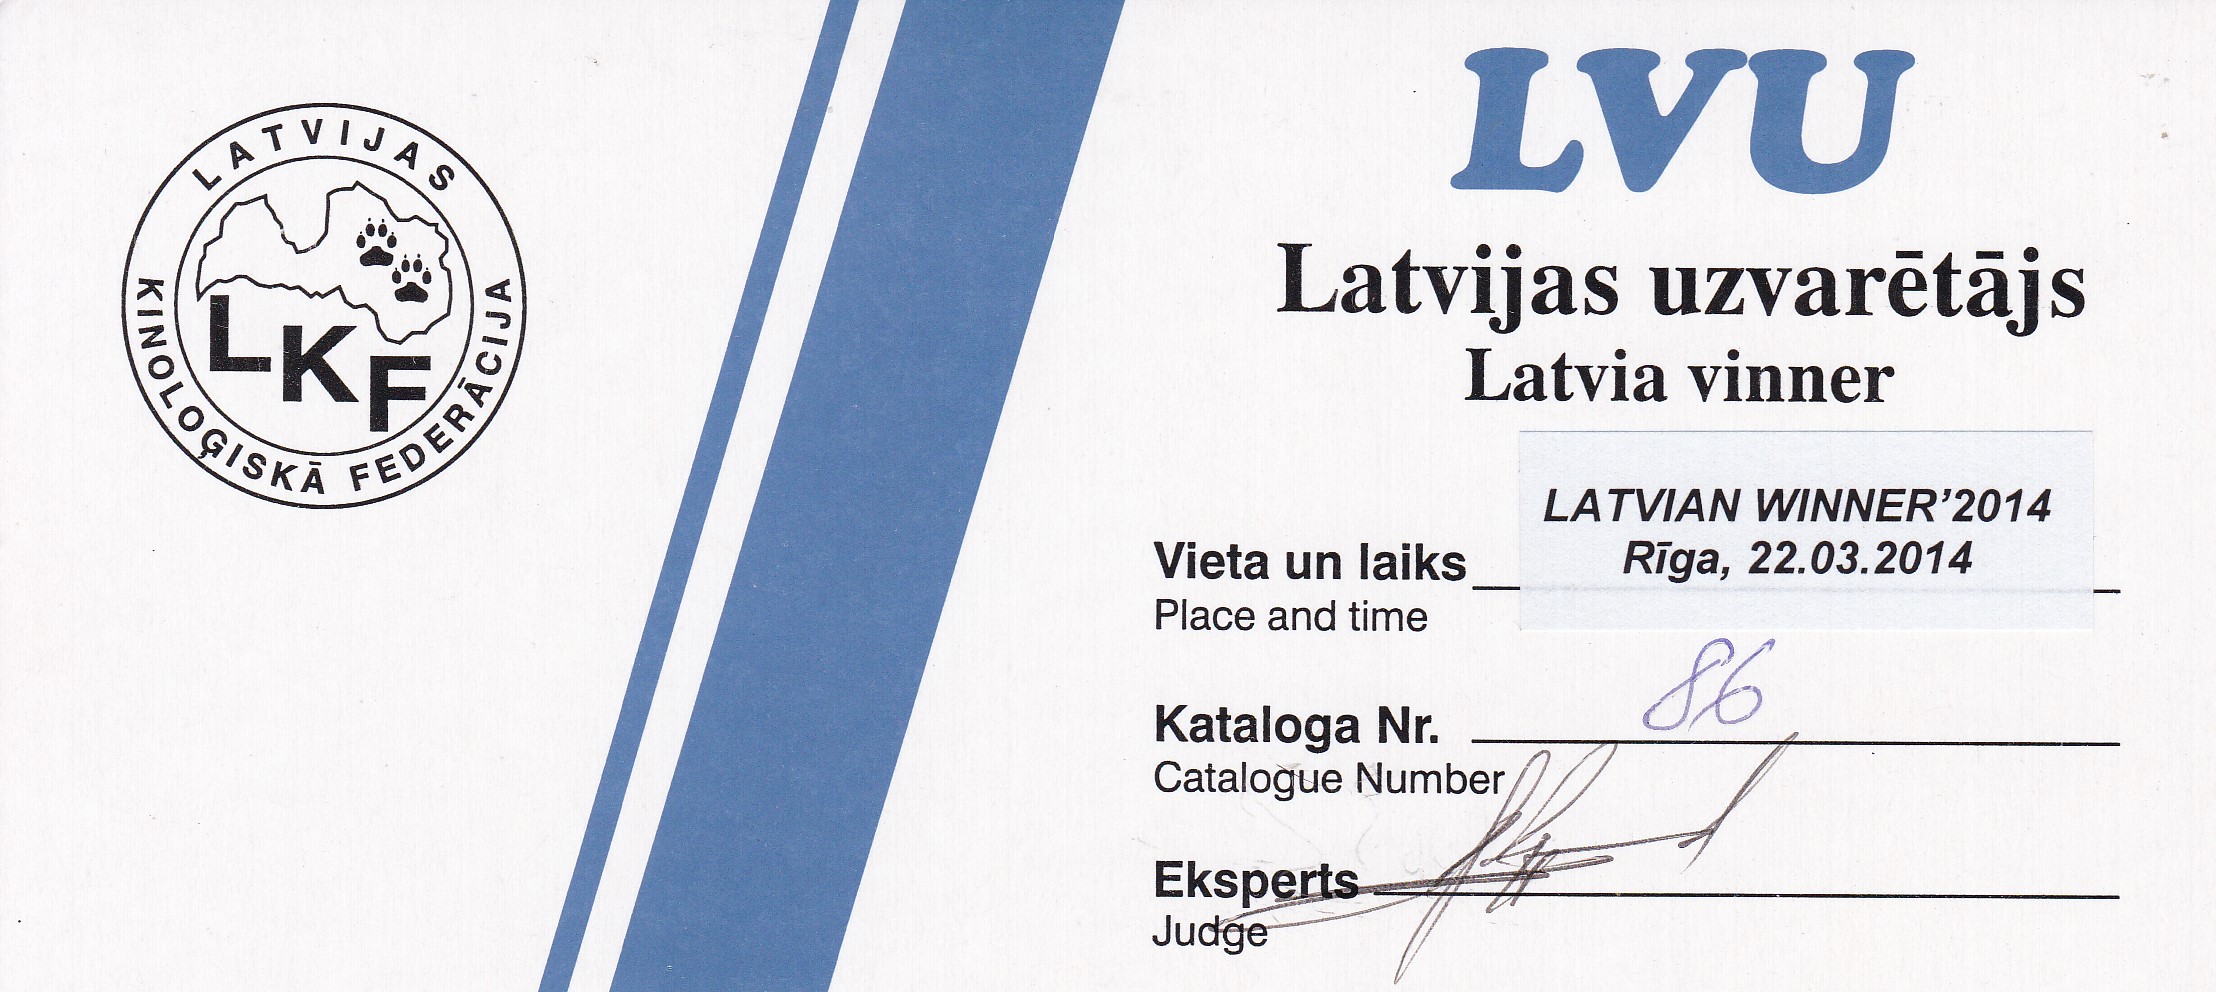 LATVIJAS
KINOLOĢISKĀ FEDERĀCIJA
LKF
LVU
Latvijas uzvarētājs
Latvia vinner
LATVIAN WINNER’2014
Rīga, 22.03.2014
Vieta un laiks
Place and time
86
Kataloga Nr.
Catalogue Number
Eksperts
Judge